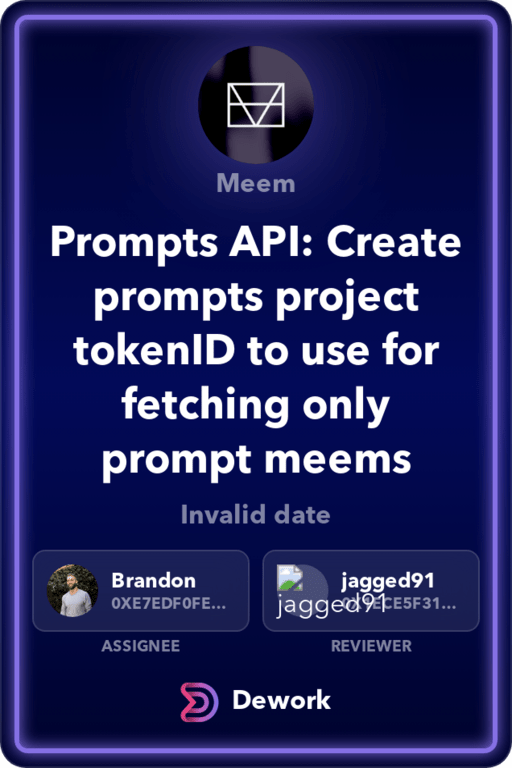 Meem
Prompts API: Create
prompts project
tokenID to use for
fetching only
prompt meems
Invalid date
Brandon
0XE7EDF0FE...
jagged91
jagged91
ASSIGNEE
REVIEWER
Dework